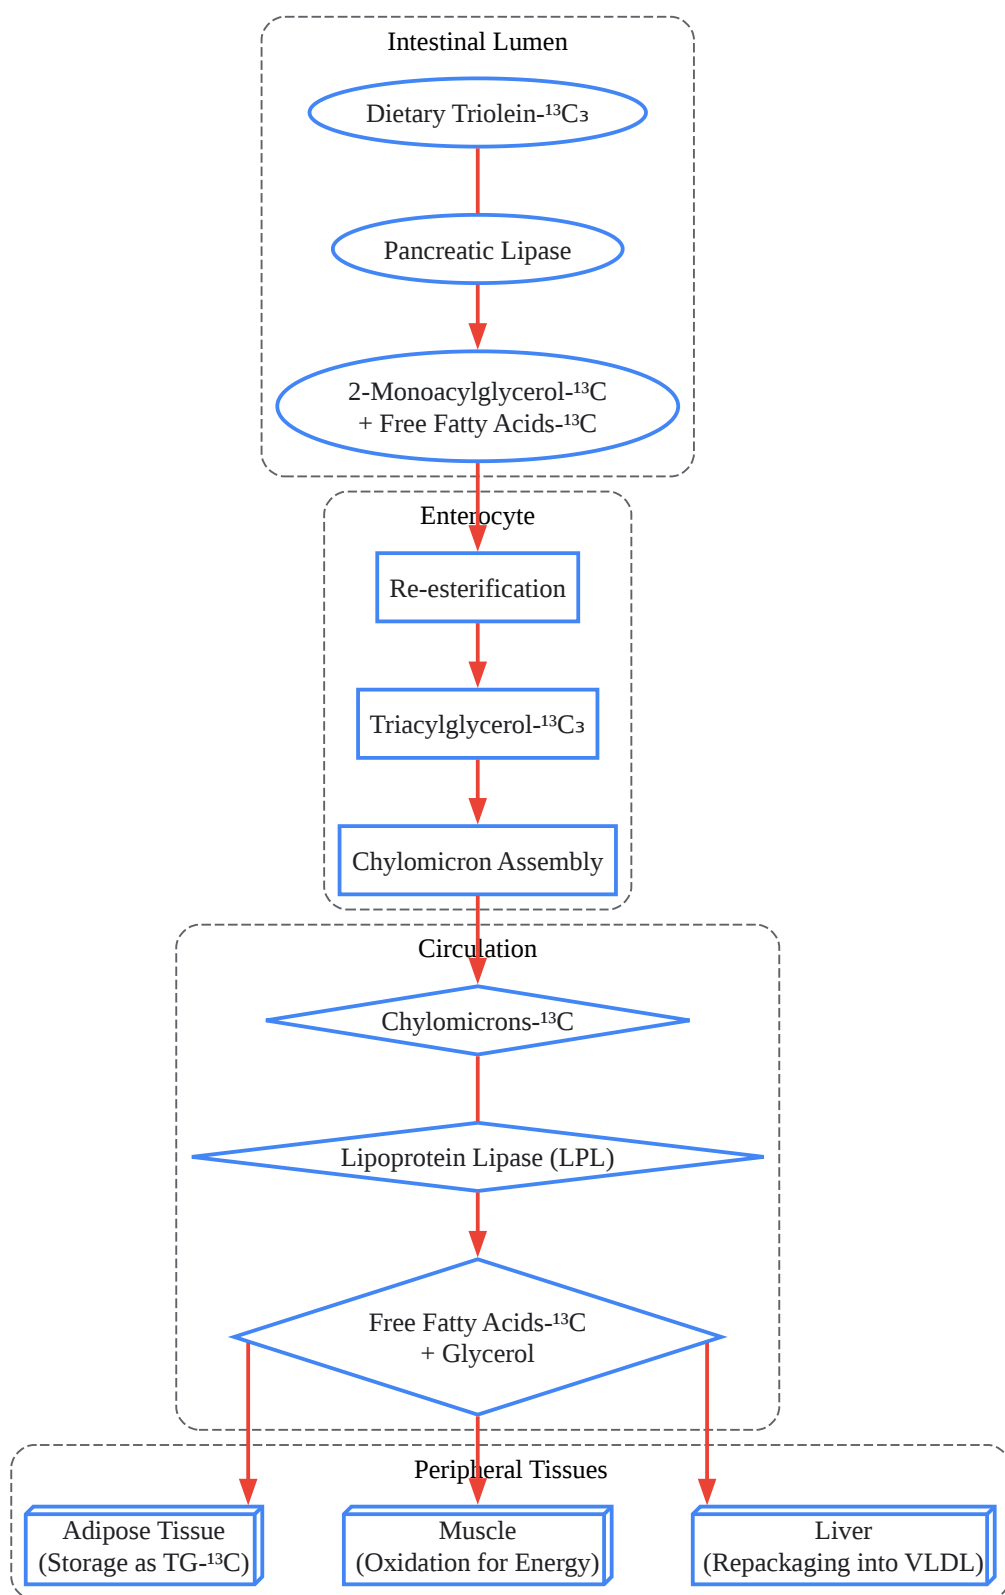 Intestinal Lumen
Dietary Triolein-¹³C₃
Pancreatic Lipase
2-Monoacylglycerol-¹³C
+ Free Fatty Acids-¹³C
Enterocyte
Re-esterification
Triacylglycerol-¹³C₃
Chylomicron Assembly
Circulation
Chylomicrons-¹³C
Lipoprotein Lipase (LPL)
Free Fatty Acids-¹³C
+ Glycerol
Peripheral Tissues
Adipose Tissue
(Storage as TG-¹³C)
Muscle
(Oxidation for Energy)
Liver
(Repackaging into VLDL)